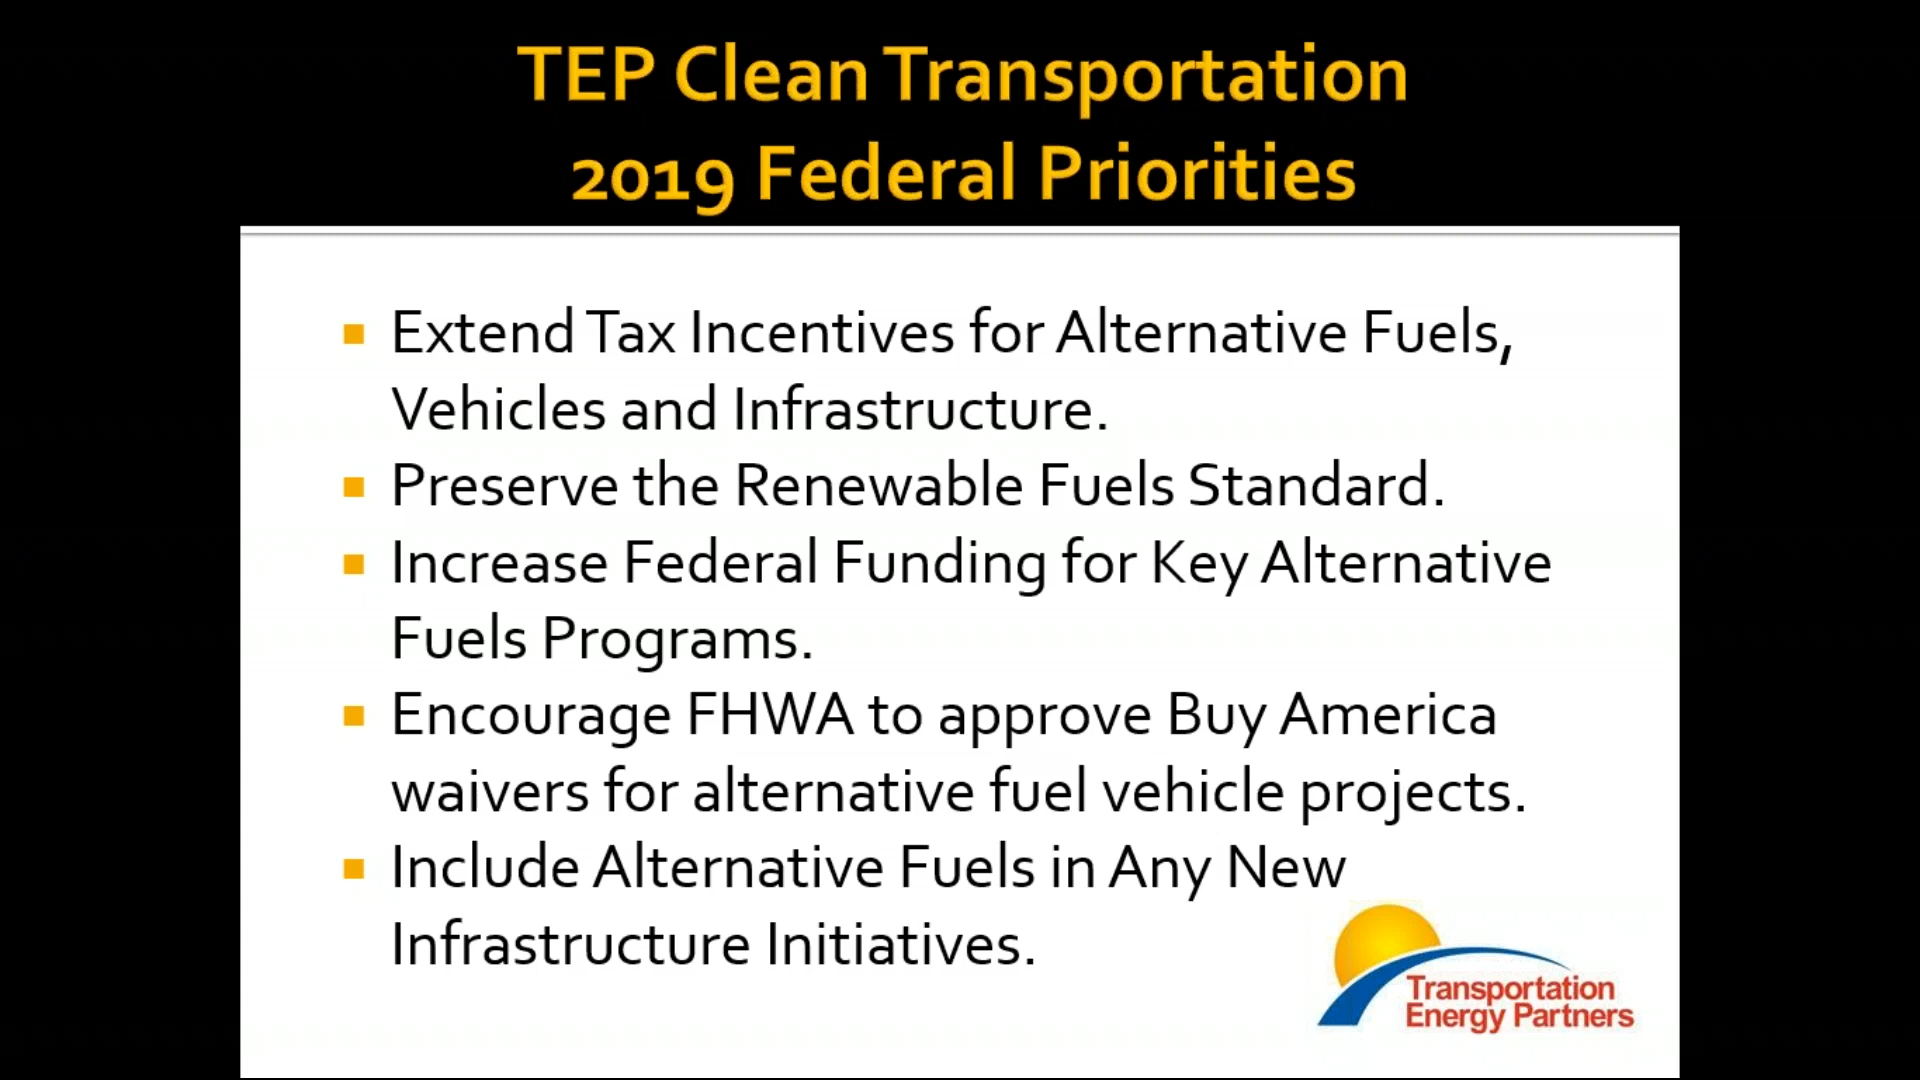 TEP Clean Transportation
2019 Federal Priorities
Extend Tax Incentives for Alternative Fuels,
Vehicles and Infrastructure.
Preserve the Renewable Fuels Standard.
Increase Federal Funding for Key Alternative
Fuels Programs.
Encourage FHWA to approve Buy America
waivers for alternative fuel vehicle projects.
Include Alternative Fuels in Any New
Infrastructure Initiatives.
Transportation
Energy Partners